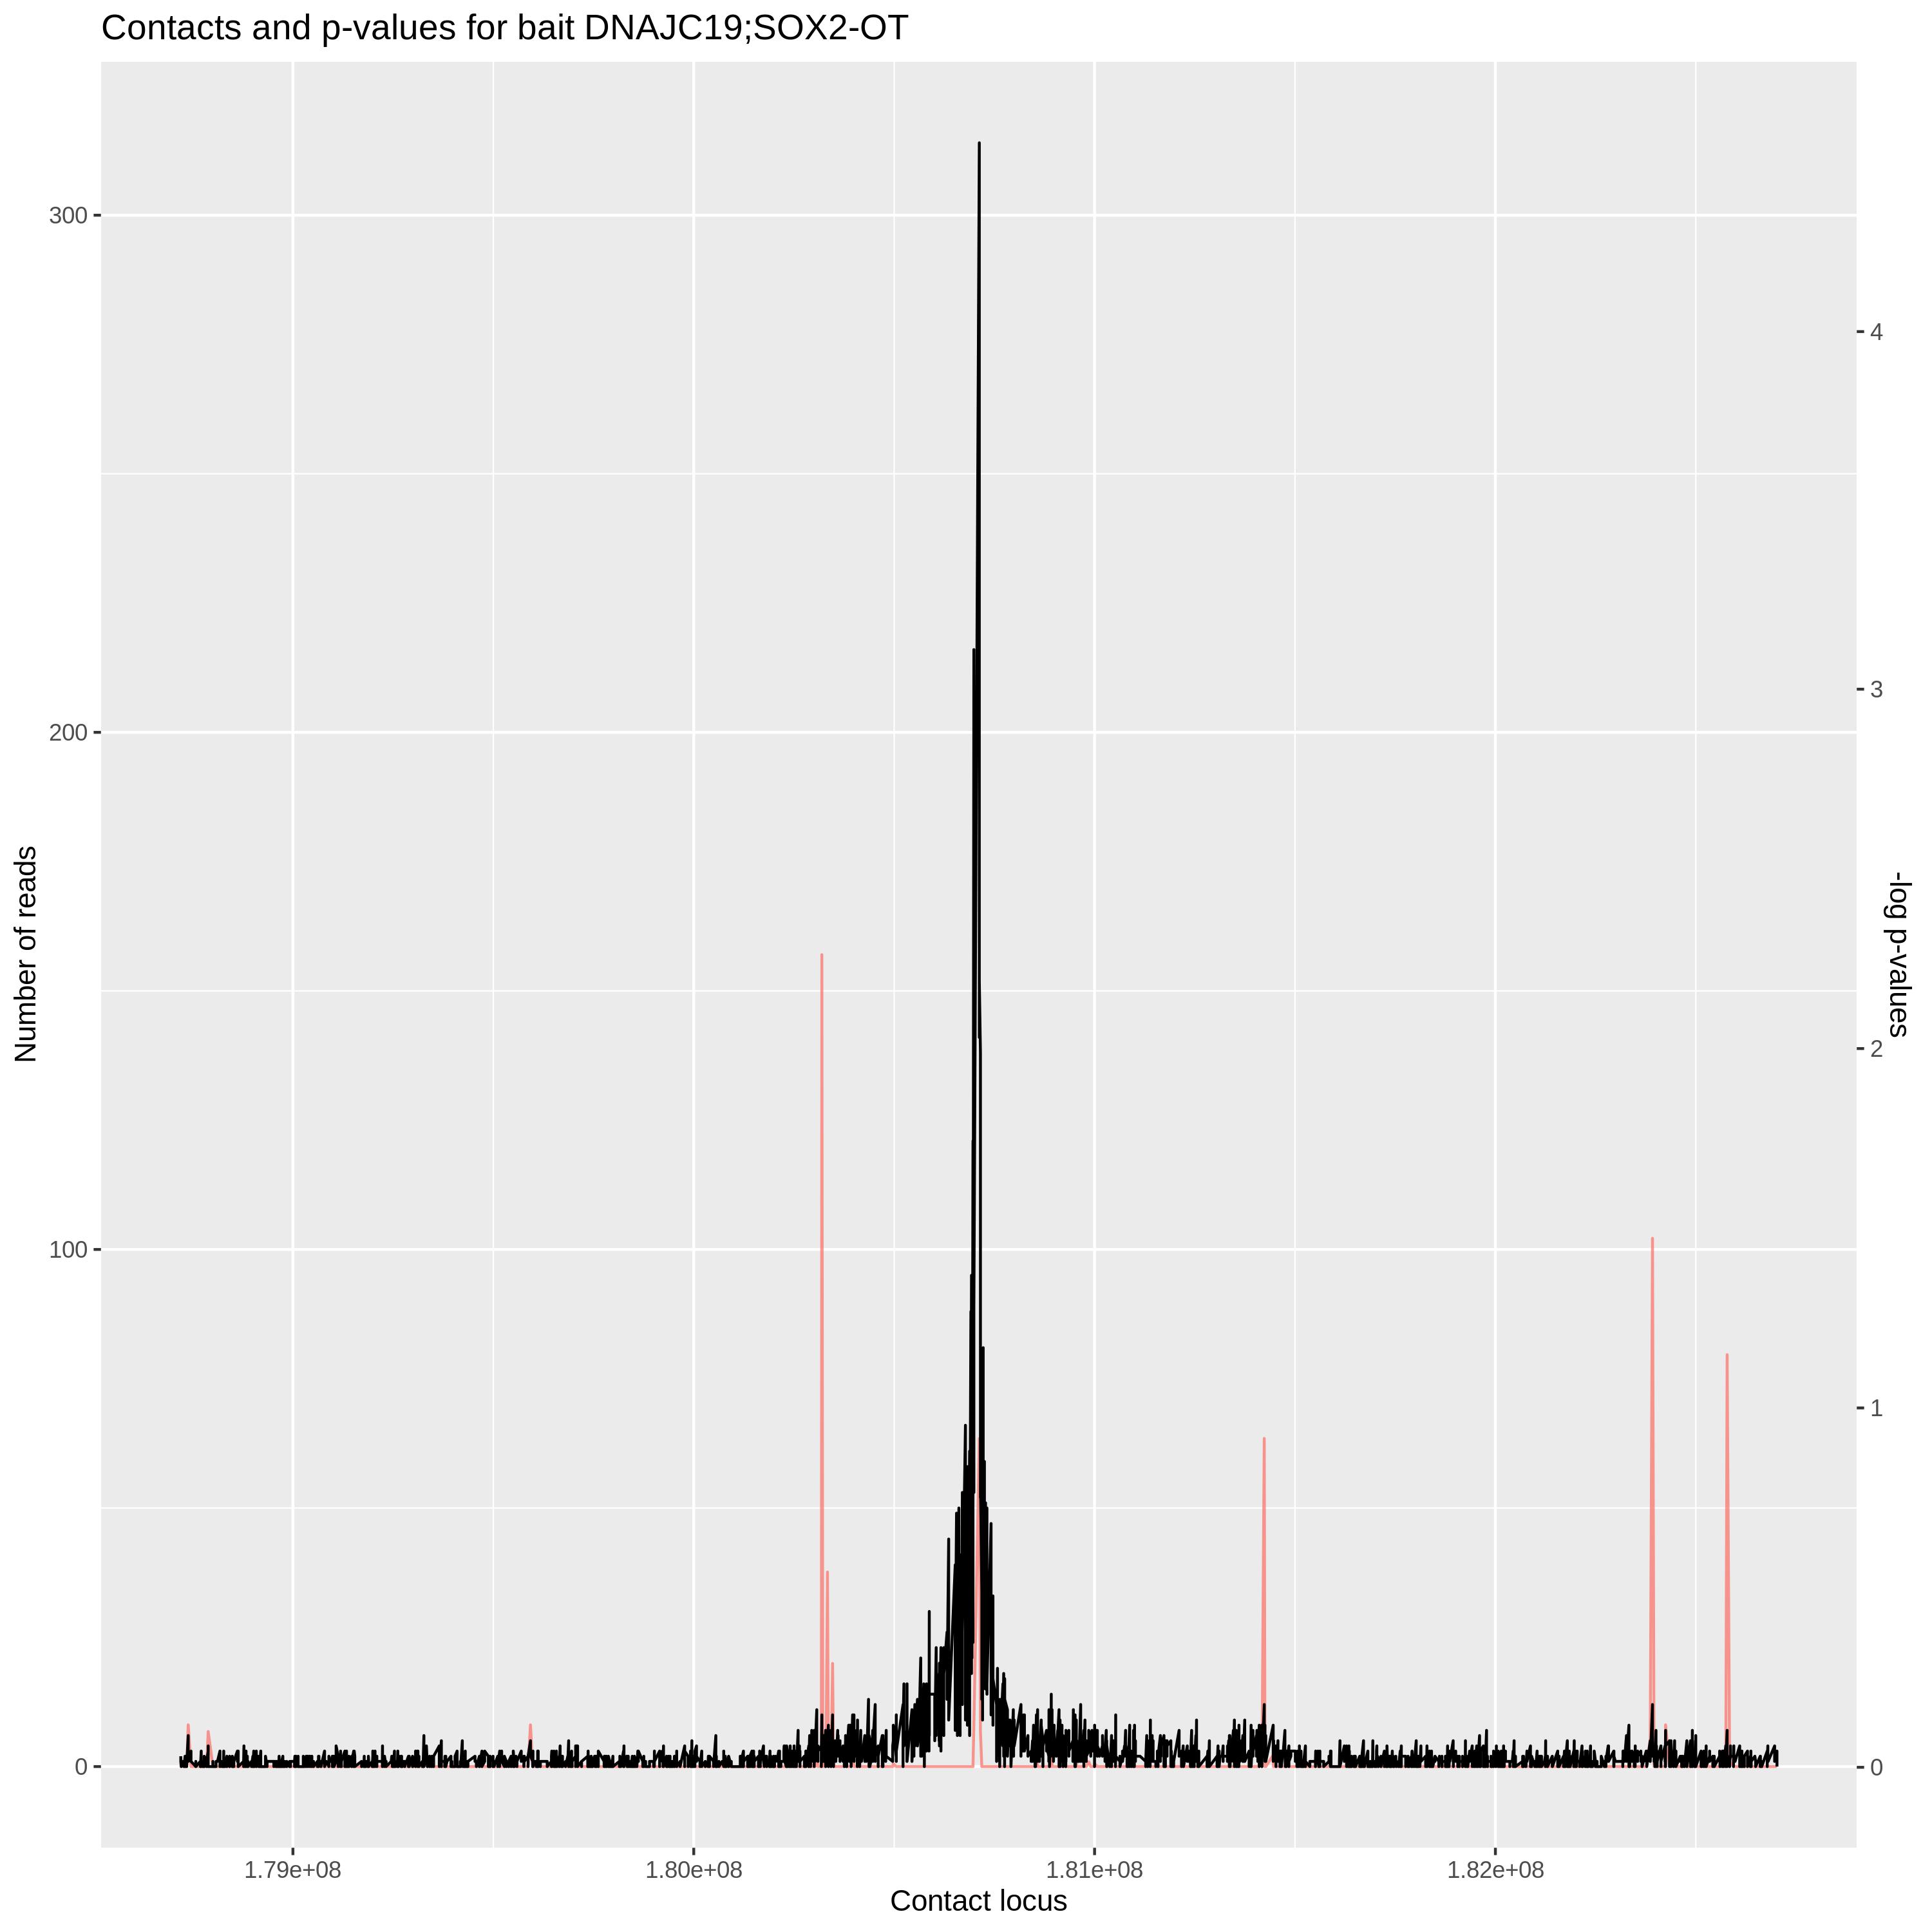 Contacts and p-values for bait DNAJC19;SOX2-OT
300
200
100
0
Number of reads
4
3
2
1
0
-log p-values
1.79e+08 1.80e+08 1.81e+08 1.82e+08
Contact locus